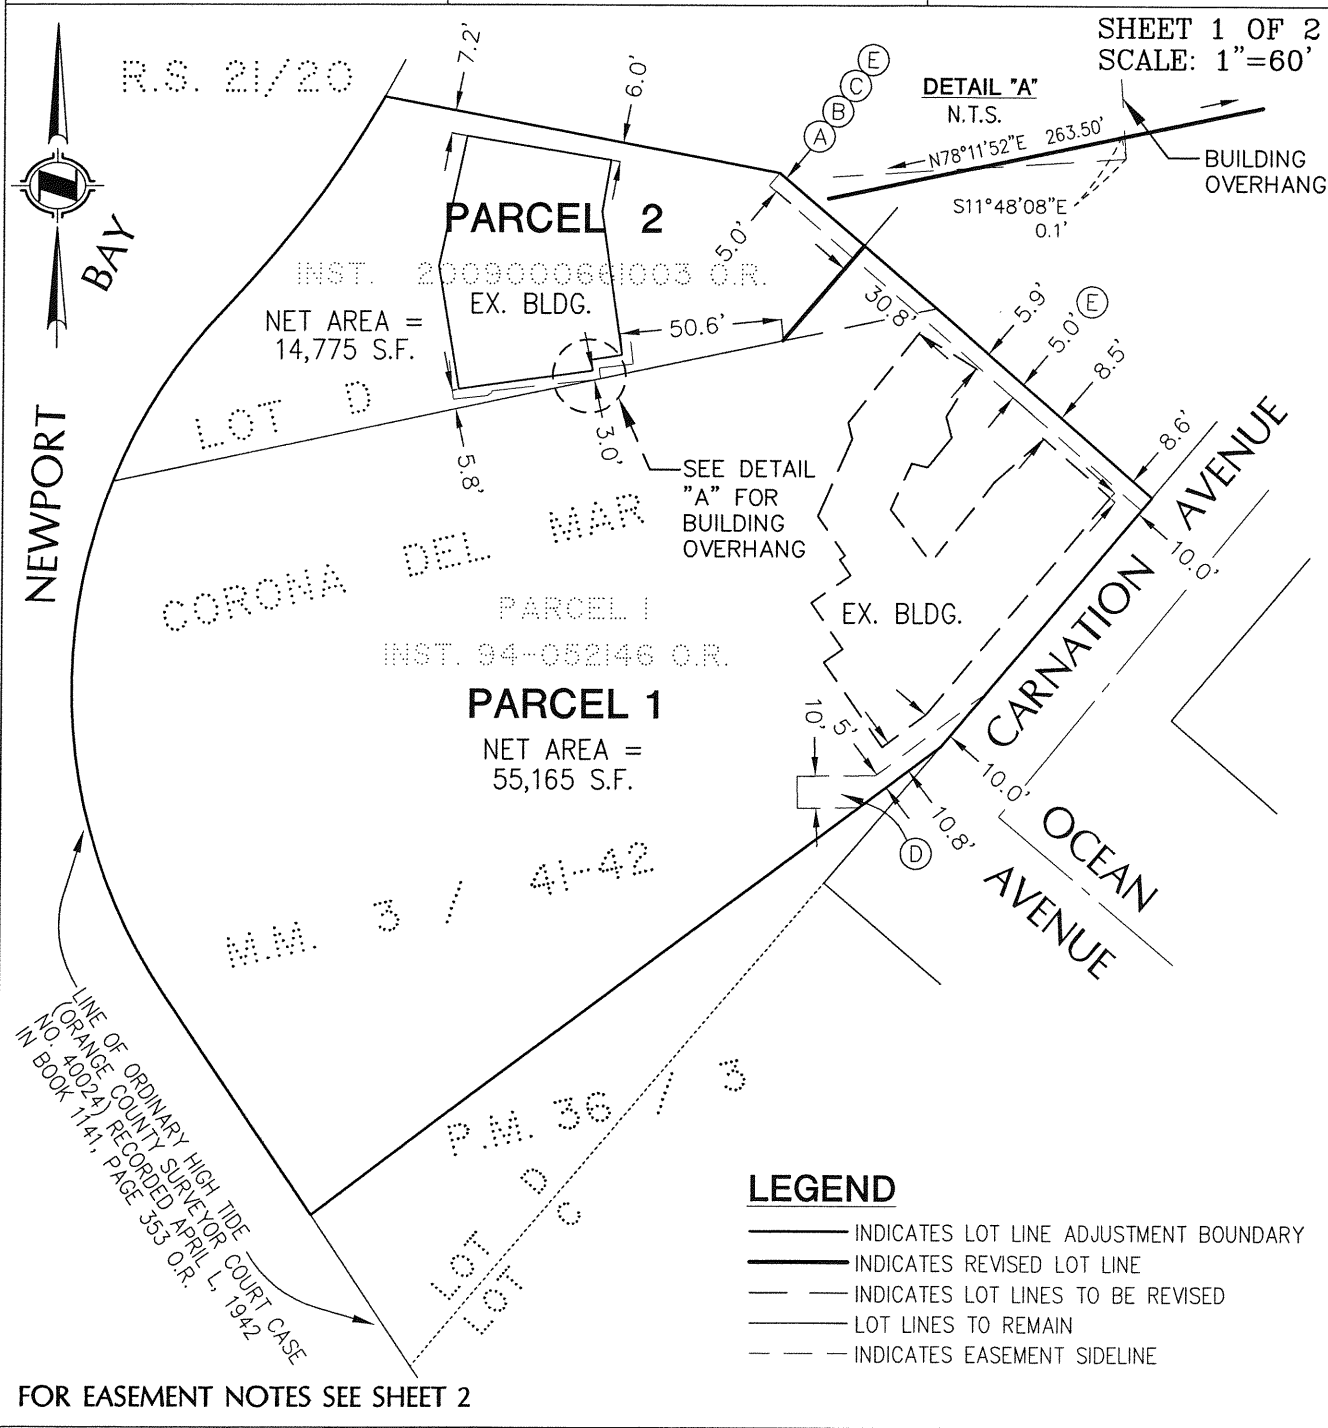 SHEET 1 OF 2
SCALE: 1"=60'
R.S. 21/20
7.2'
6.0'
E
C
B
A
DETAIL "A"
N.T.S.
N78°11'52"E 263.50'
BUILDING
OVERHANG
S11°48'08"E
0.1'
NEWPORT BAY
PARCEL 2
5.0'
INST. 2009000661003 O.R.
EX. BLDG.
NET AREA =
14,775 S.F.
50.6'
30.8'
5.9'
5.0' E
8.5'
8.6'
LOT D
5.8'
3.0'
SEE DETAIL
"A" FOR
BUILDING
OVERHANG
CORONA DEL MAR
10.0'
CARNATION AVENUE
PARCEL 1
INST. 94-052146 O.R.
EX. BLDG.
PARCEL 1
NET AREA =
55,165 S.F.
10'
5'
10.0'
10.8'
D
OCEAN
AVENUE
M.M. 3 / 41-42
LINE OF ORDINARY HIGH TIDE
(ORANGE COUNTY SURVEYOR COURT CASE
NO. 40024) RECORDED APRIL L, 1942
IN BOOK 1141, PAGE 353 O.R.
P.M. 36 / 3
LOT D
LOT C
LEGEND
INDICATES LOT LINE ADJUSTMENT BOUNDARY
INDICATES REVISED LOT LINE
INDICATES LOT LINES TO BE REVISED
LOT LINES TO REMAIN
INDICATES EASEMENT SIDELINE
FOR EASEMENT NOTES SEE SHEET 2